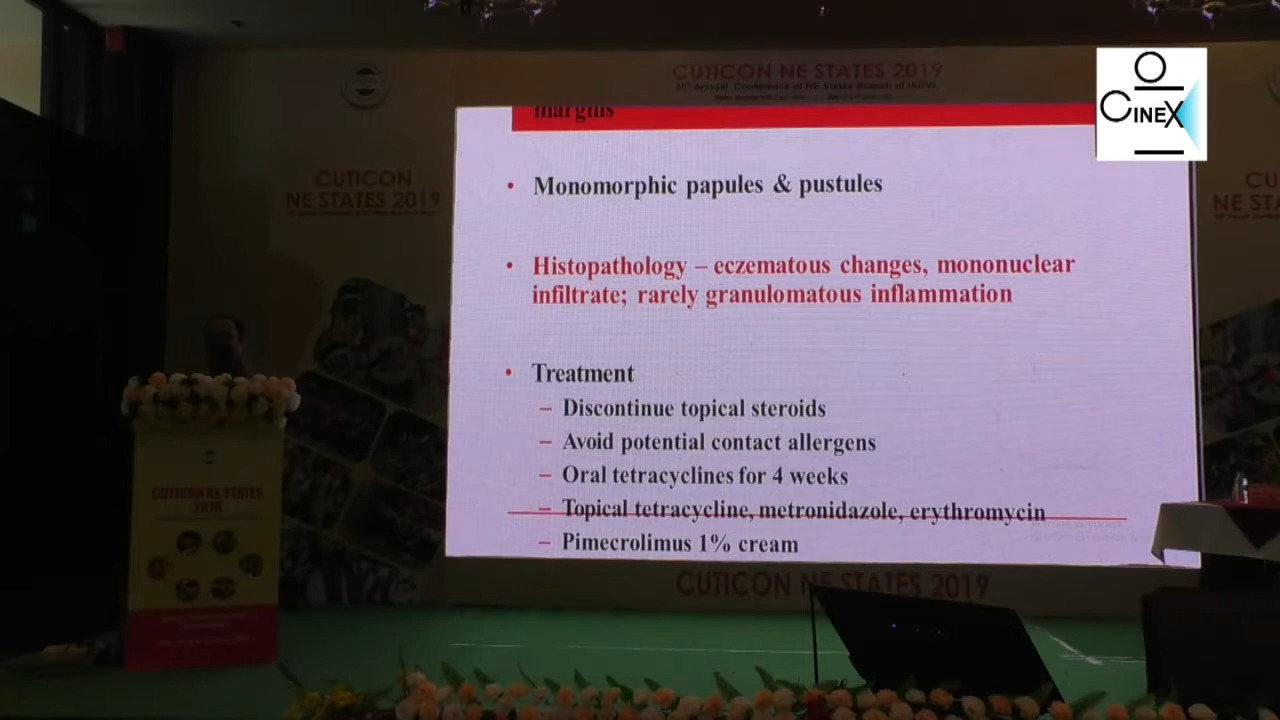 CUTICON NE STATES 2019
CINEX
margins
• Monomorphic papules & pustules
CUTICON
NE STATES 2019
• Histopathology – eczematous changes, mononuclear
infiltrate; rarely granulomatous inflammation
• Treatment
– Discontinue topical steroids
– Avoid potential contact allergens
– Oral tetracyclines for 4 weeks
– Topical tetracycline, metronidazole, erythromycin
– Pimecrolimus 1% cream
CUTICON NE STATES
2019
CUTICON NE STATES 2019